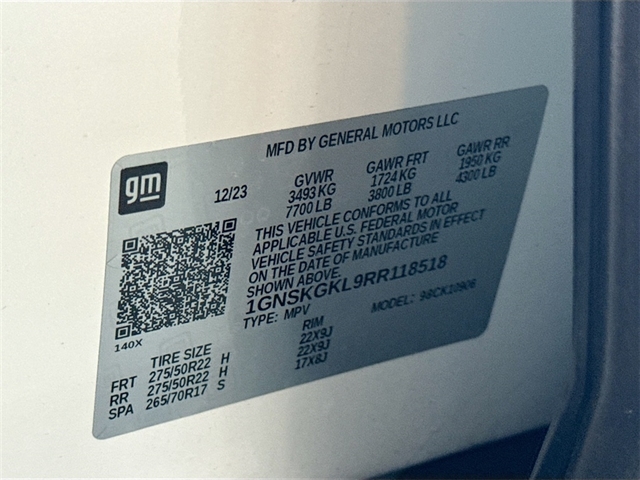 MFD BY GENERAL MOTORS LLC
gm
12/23
GVWR GAWR FRT GAWR RR
3493 KG 1724 KG 1950 KG
7700 LB 3800 LB 4300 LB
THIS VEHICLE CONFORMS TO ALL
APPLICABLE U.S. FEDERAL MOTOR
VEHICLE SAFETY STANDARDS IN EFFECT
ON THE DATE OF MANUFACTURE
SHOWN ABOVE.
1GNSKGKL9RR118518
TYPE: MPV MODEL: 98CK10906
140X
TIRE SIZE RIM
FRT 275/50R22 H 22X9J
RR 275/50R22 H 22X9J
SPA 265/70R17 S 17X8J